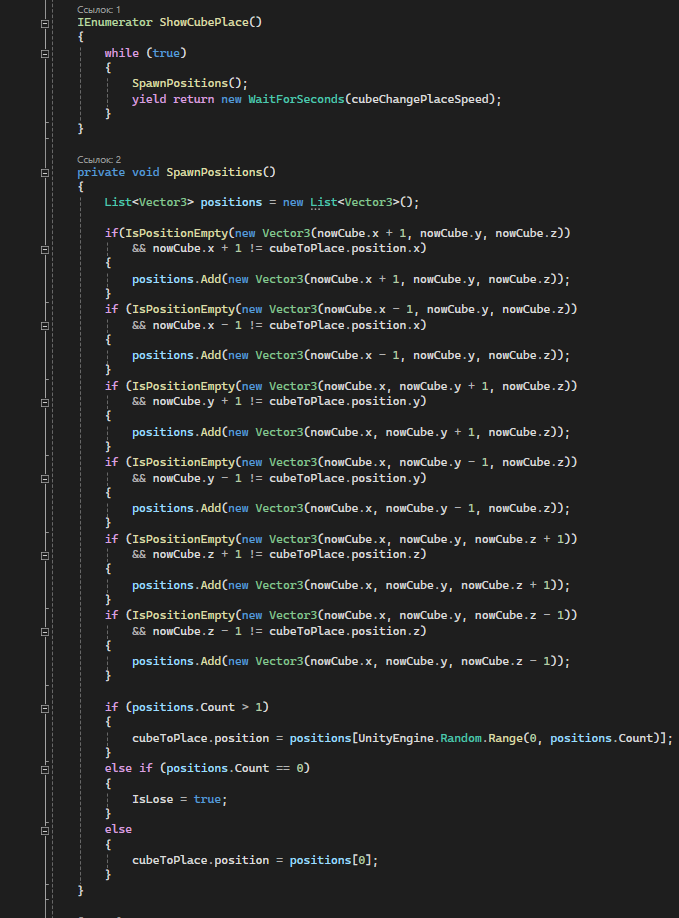 Ссылок: 1
IEnumerator ShowCubePlace()
{
while (true)
{
SpawnPositions();
yield return new WaitForSeconds(cubeChangePlaceSpeed);
}
}
Ссылок: 2
private void SpawnPositions()
{
List<Vector3> positions = new List<Vector3>();
if(IsPositionEmpty(new Vector3(nowCube.x + 1, nowCube.y, nowCube.z))
&& nowCube.x + 1 != cubeToPlace.position.x)
{
positions.Add(new Vector3(nowCube.x + 1, nowCube.y, nowCube.z));
}
if (IsPositionEmpty(new Vector3(nowCube.x - 1, nowCube.y, nowCube.z))
&& nowCube.x - 1 != cubeToPlace.position.x)
{
positions.Add(new Vector3(nowCube.x - 1, nowCube.y, nowCube.z));
}
if (IsPositionEmpty(new Vector3(nowCube.x, nowCube.y + 1, nowCube.z))
&& nowCube.y + 1 != cubeToPlace.position.y)
{
positions.Add(new Vector3(nowCube.x, nowCube.y + 1, nowCube.z));
}
if (IsPositionEmpty(new Vector3(nowCube.x, nowCube.y - 1, nowCube.z))
&& nowCube.y - 1 != cubeToPlace.position.y)
{
positions.Add(new Vector3(nowCube.x, nowCube.y - 1, nowCube.z));
}
if (IsPositionEmpty(new Vector3(nowCube.x, nowCube.y, nowCube.z + 1))
&& nowCube.z + 1 != cubeToPlace.position.z)
{
positions.Add(new Vector3(nowCube.x, nowCube.y, nowCube.z + 1));
}
if (IsPositionEmpty(new Vector3(nowCube.x, nowCube.y, nowCube.z - 1))
&& nowCube.z - 1 != cubeToPlace.position.z)
{
positions.Add(new Vector3(nowCube.x, nowCube.y, nowCube.z - 1));
}
if (positions.Count > 1)
{
cubeToPlace.position = positions[UnityEngine.Random.Range(0, positions.Count)];
}
else if (positions.Count == 0)
{
IsLose = true;
}
else
{
cubeToPlace.position = positions[0];
}
}